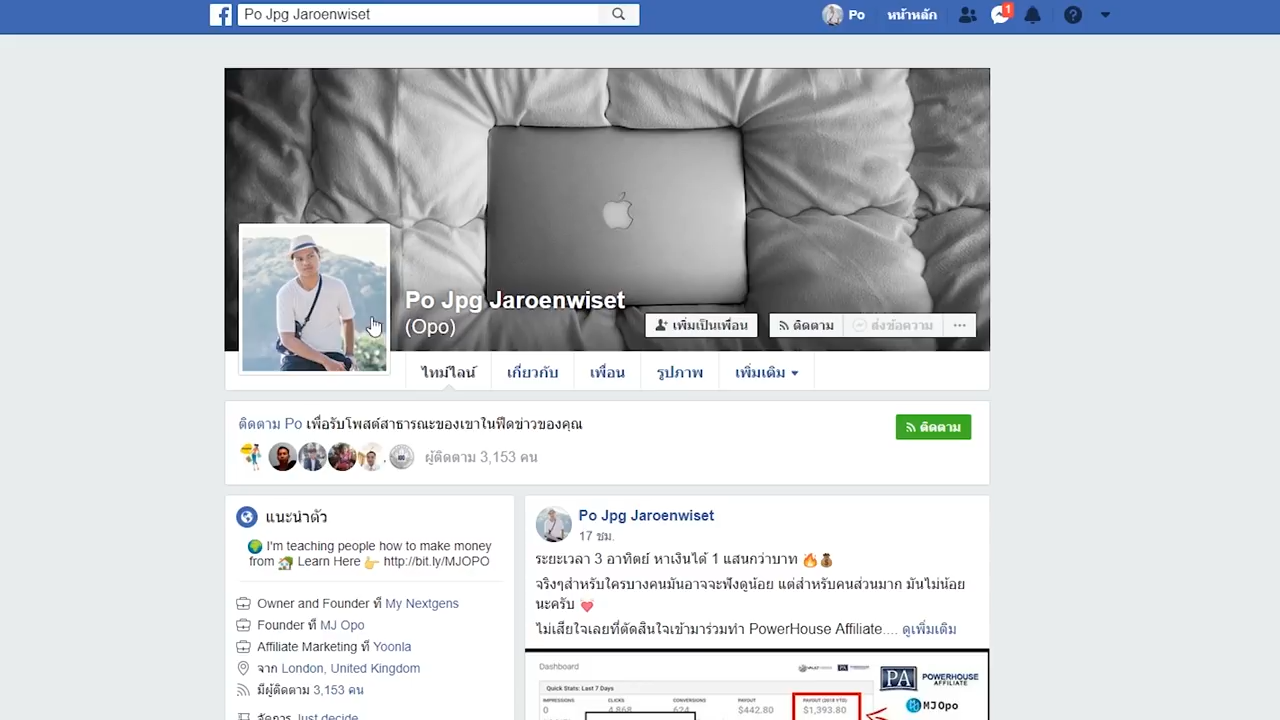 Po Jpg Jaroenwiset
Po
หน้าหลัก
1
Po Jpg Jaroenwiset
(Opo)
เพิ่มเป็นเพื่อน
ติดตาม
ส่งข้อความ
ไทม์ไลน์
เกี่ยวกับ
เพื่อน
รูปภาพ
เพิ่มเติม
ติดตาม Po เพื่อรับโพสต์สาธารณะของเขาในฟีดข่าวของคุณ
ติดตาม
ผู้ติดตาม 3,153 คน
แนะนำตัว
I'm teaching people how to make money
from Learn Here http://bit.ly/MJOPO
Owner and Founder ที่ My Nextgens
Founder ที่ MJ Opo
Affiliate Marketing ที่ Yoonla
จาก London, United Kingdom
มีผู้ติดตาม 3,153 คน
จัดการ Just decide
Po Jpg Jaroenwiset
17 ชม.
ระยะเวลา 3 อาทิตย์ หาเงินได้ 1 แสนกว่าบาท
จริงๆสำหรับใครบางคนมันอาจจะฟังดูน้อย แต่สำหรับคนส่วนมาก มันไม่น้อย
นะครับ
ไม่เสียใจเลยที่ตัดสินใจเข้ามาร่วมทำ PowerHouse Affiliate.... ดูเพิ่มเติม
Dashboard
Quick Stats: Last 7 Days
IMPRESSIONS
CLICKS
CONVERSIONS
PAYOUT
PAYOUT (2018 YTD)
0
4,868
624
$442.80
$1,393.80
PA
POWERHOUSE
AFFILIATE
MJ Opo